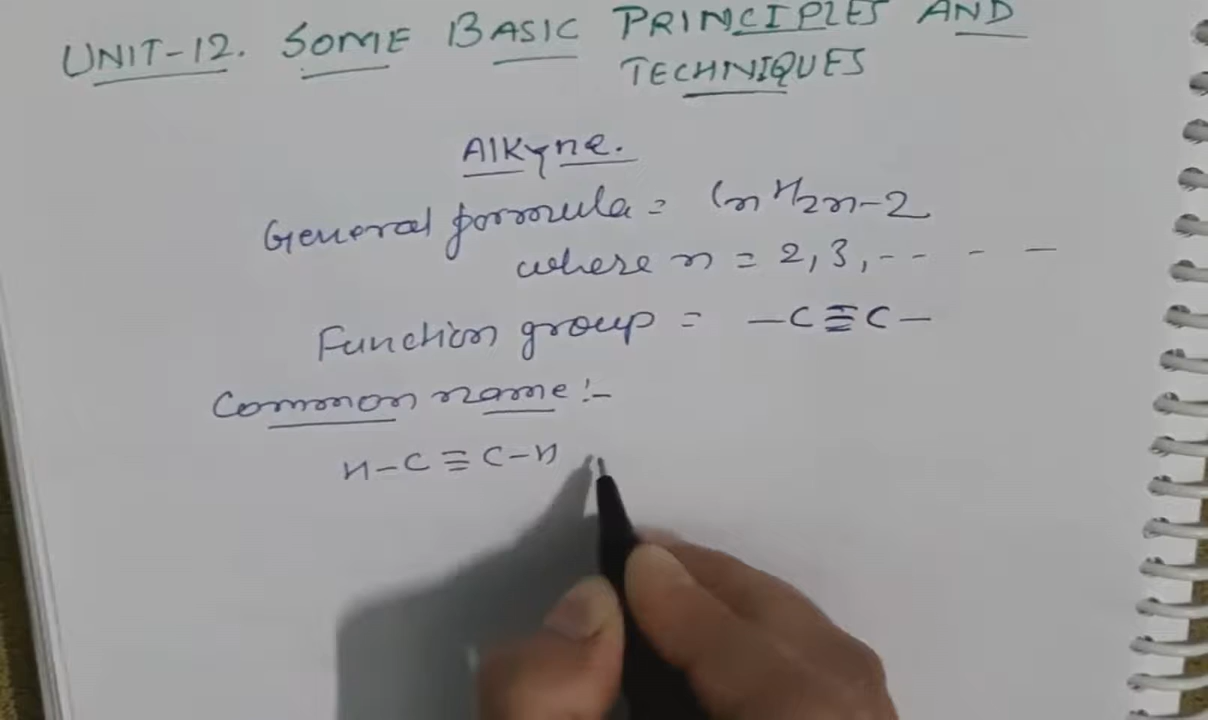 UNIT-12. SOME BASIC PRINCIPLES AND
TECHNIQUES
Alkyne.
General formula = CnH2n-2
where n = 2, 3, - - - -
Function group = -C≡C-
Common name :-
H-C≡C-H